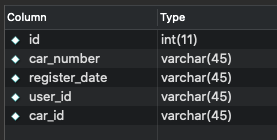 Column Type
id int(11)
car_number varchar(45)
register_date varchar(45)
user_id varchar(45)
car_id varchar(45)